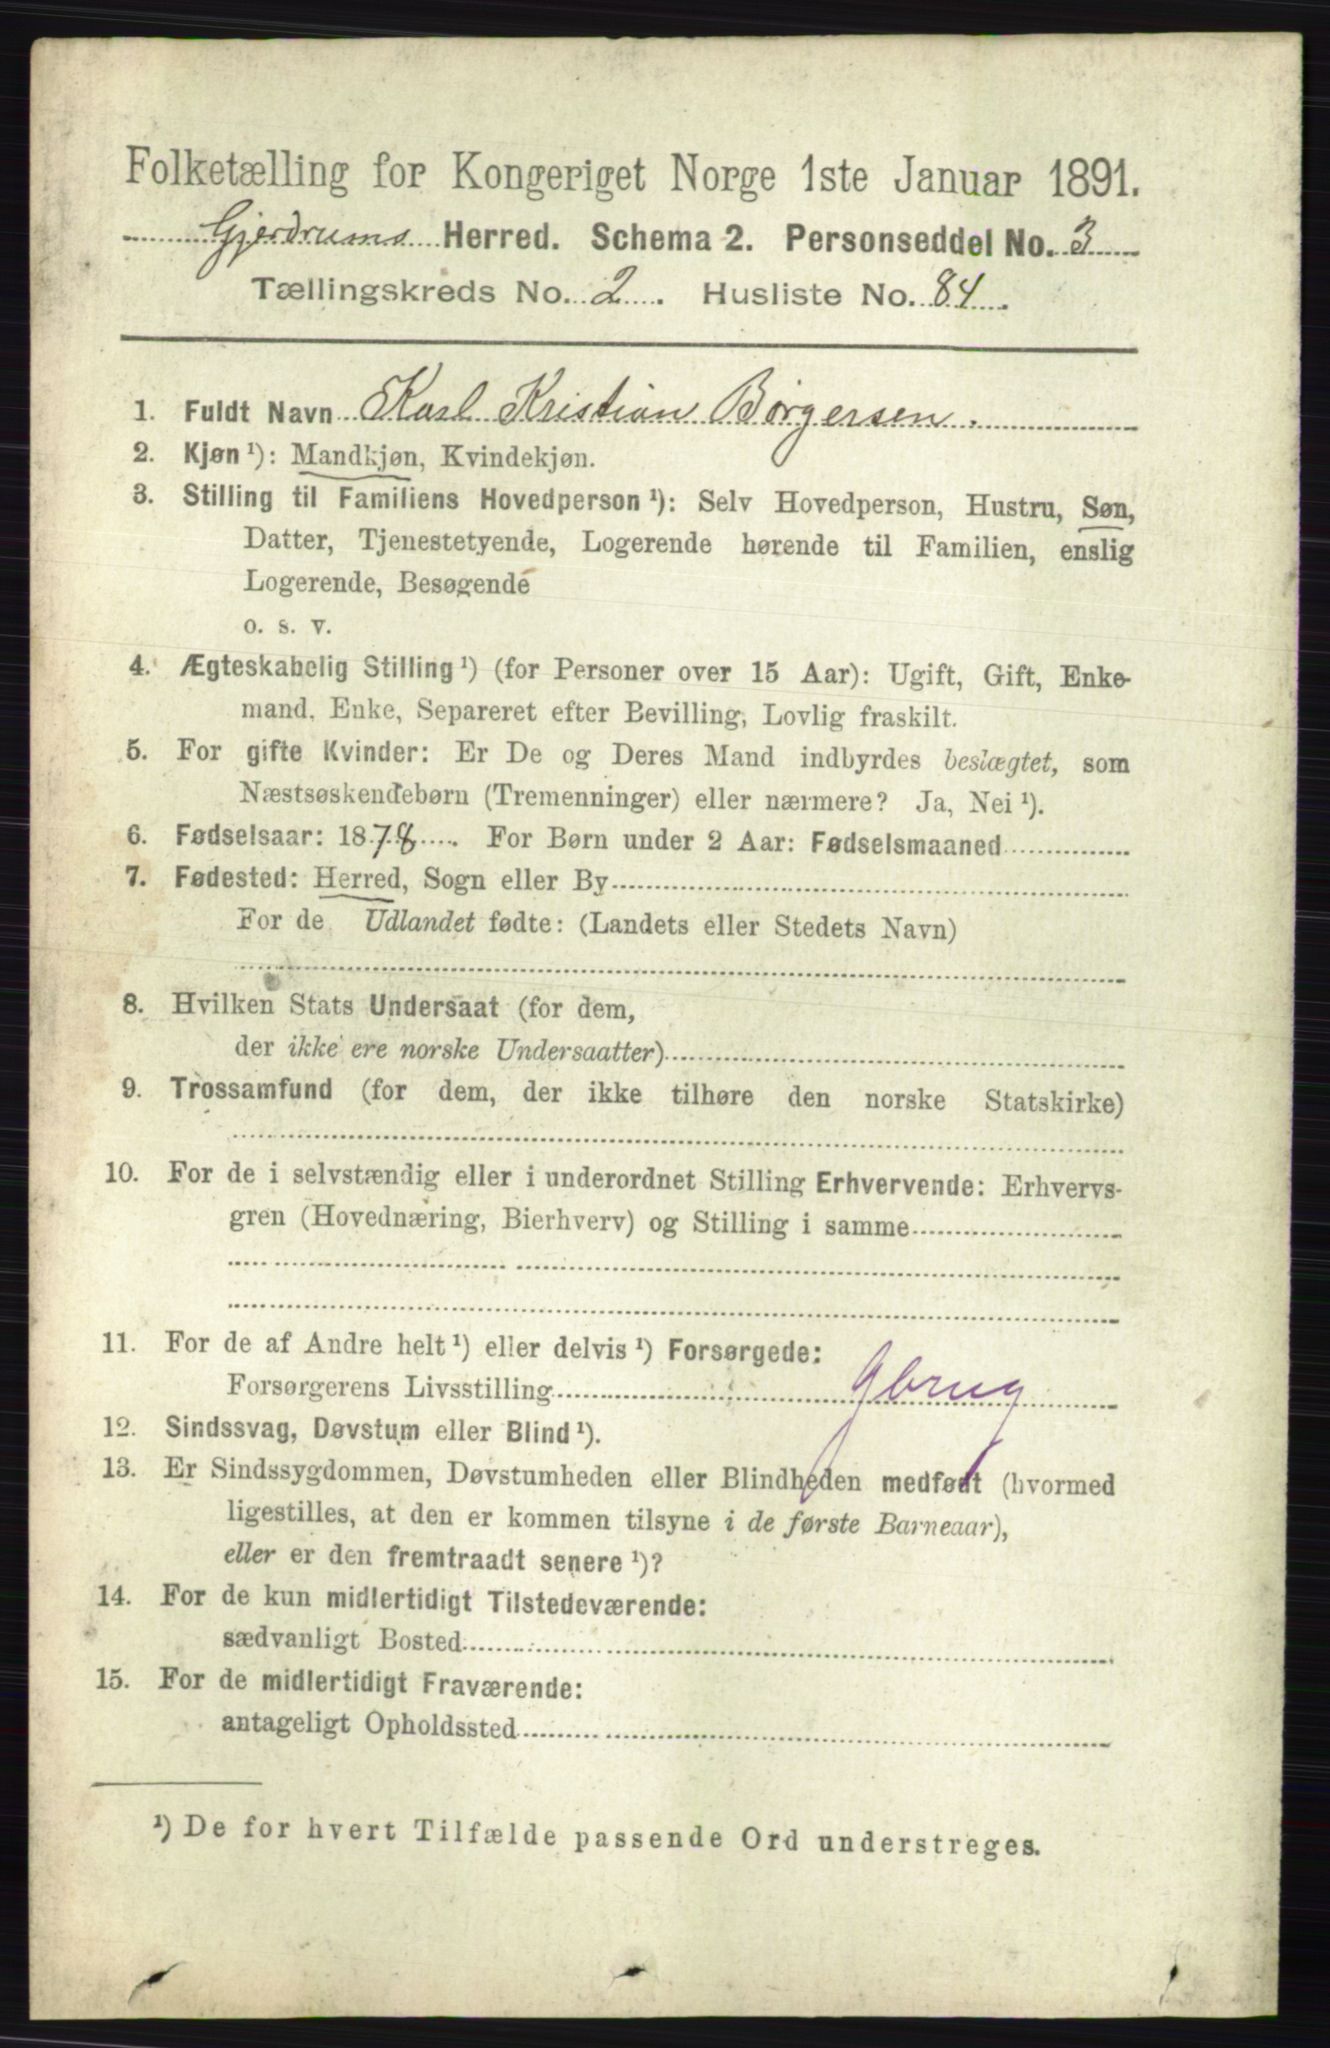 Folketælling for Kongeriget Norge 1ste Januar 1891.
Gjerdrums Herred. Schema 2. Personseddel No. 3
Tællingskreds No. 2. Husliste No. 84.
1. Fuldt Navn Karl Kristian Børgersen.
2. Kjøn ¹): Mandkjøn, Kvindekjøn.
3. Stilling til Familiens Hovedperson ¹): Selv Hovedperson, Hustru, Søn,
Datter, Tjenestetyende, Logerende hørende til Familien, enslig
Logerende, Besøgende
o. s. v.
4. Ægteskabelig Stilling ¹) (for Personer over 15 Aar): Ugift, Gift, Enke-
mand, Enke, Separeret efter Bevilling, Lovlig fraskilt.
5. For gifte Kvinder: Er De og Deres Mand indbyrdes beslægtet, som
Næstsøskendebørn (Tremenninger) eller nærmere? Ja, Nei ¹).
6. Fødselsaar: 1878. For Børn under 2 Aar: Fødselsmaaned
7. Fødested: Herred, Sogn eller By
For de Udlandet fødte: (Landets eller Stedets Navn)
8. Hvilken Stats Undersaat (for dem,
der ikke ere norske Undersaatter)
9. Trossamfund (for dem, der ikke tilhøre den norske Statskirke)
10. For de i selvstændig eller i underordnet Stilling Erhvervende: Erhvervs-
gren (Hovednæring, Bierhverv) og Stilling i samme
11. For de af Andre helt ¹) eller delvis ¹) Forsørgede:
Forsørgerens Livsstilling Gbrug
12. Sindssvag, Døvstum eller Blind ¹).
13. Er Sindssygdommen, Døvstumheden eller Blindheden medfødt (hvormed
ligestilles, at den er kommen tilsyne i de første Barneaar),
eller er den fremtraadt senere ¹)?
14. For de kun midlertidigt Tilstedeværende:
sædvanligt Bosted
15. For de midlertidigt Fraværende:
antageligt Opholdssted
¹) De for hvert Tilfælde passende Ord understreges.